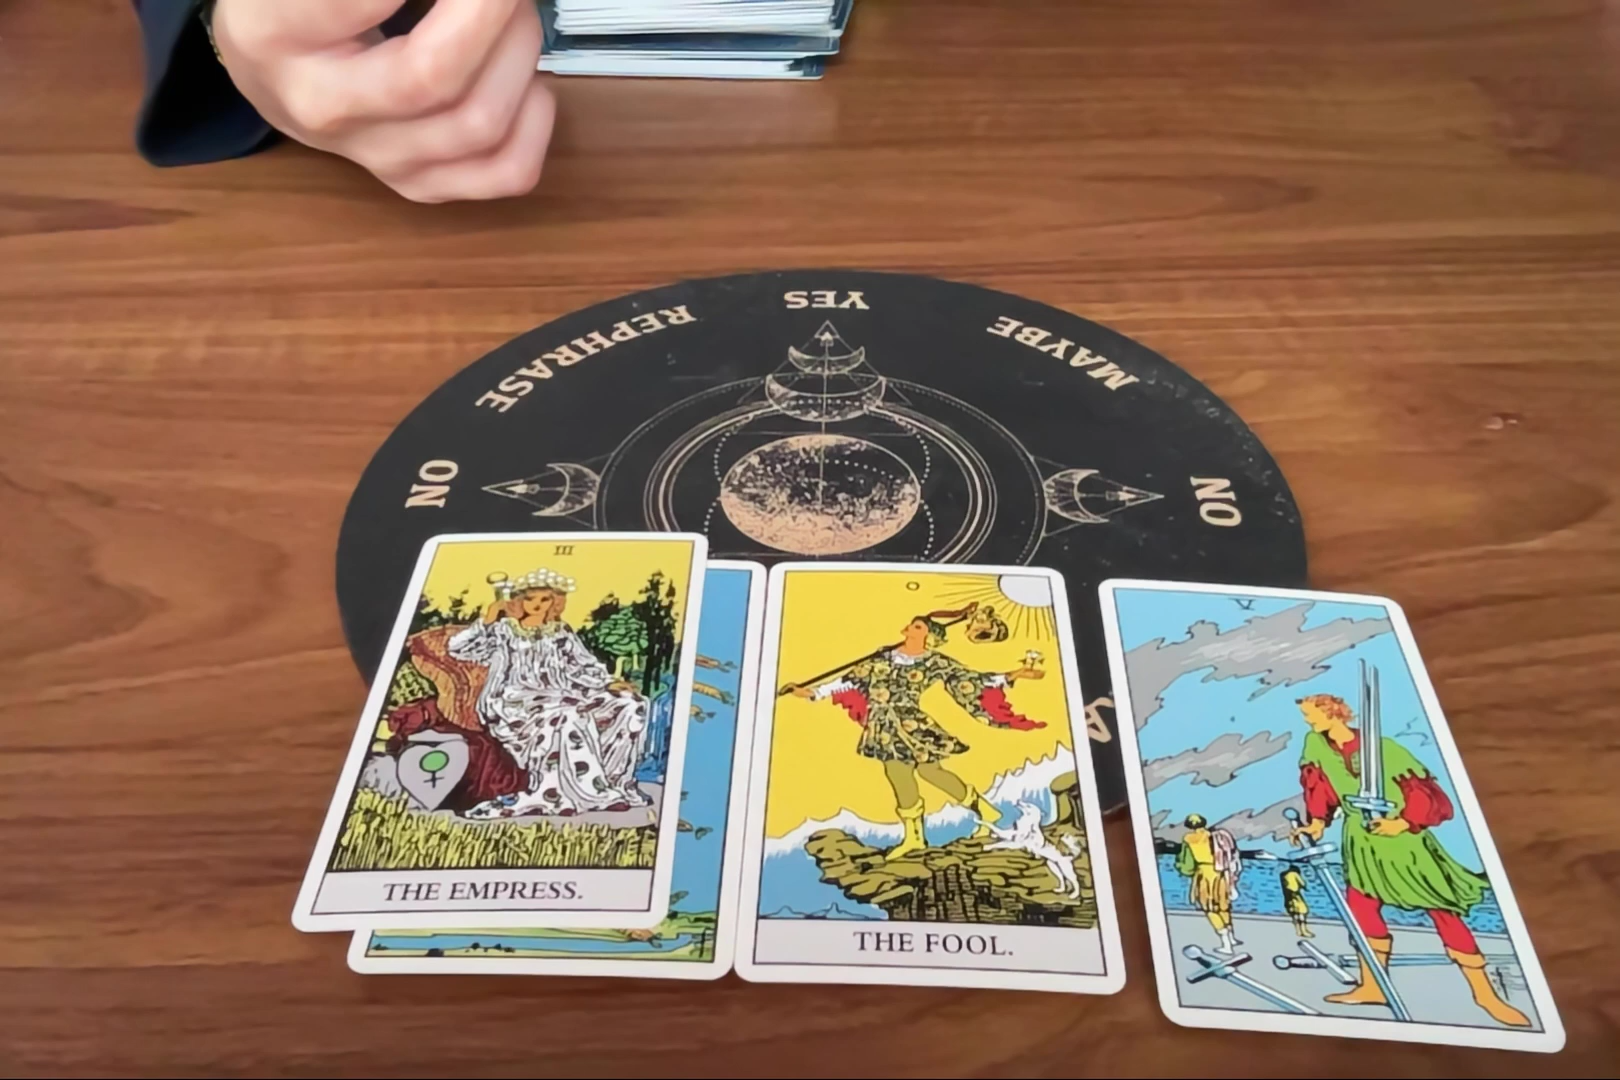 YES
REPHRASE
MAYBE
NO
NO
III
0
V
THE EMPRESS.
THE FOOL.